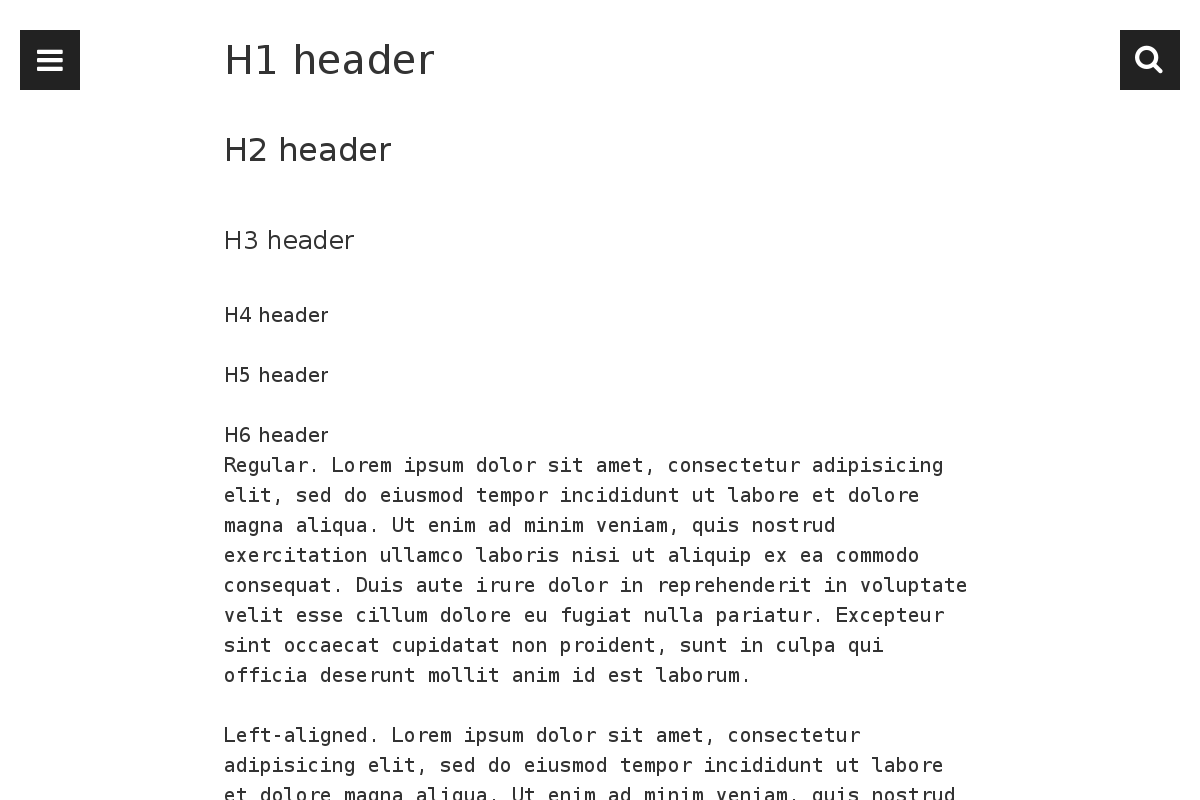 H1 header
H2 header
H3 header
H4 header
H5 header
H6 header
Regular. Lorem ipsum dolor sit amet, consectetur adipisicing
elit, sed do eiusmod tempor incididunt ut labore et dolore
magna aliqua. Ut enim ad minim veniam, quis nostrud
exercitation ullamco laboris nisi ut aliquip ex ea commodo
consequat. Duis aute irure dolor in reprehenderit in voluptate
velit esse cillum dolore eu fugiat nulla pariatur. Excepteur
sint occaecat cupidatat non proident, sunt in culpa qui
officia deserunt mollit anim id est laborum.
Left-aligned. Lorem ipsum dolor sit amet, consectetur
adipisicing elit, sed do eiusmod tempor incididunt ut labore
et dolore magna aliqua. Ut enim ad minim veniam, quis nostrud